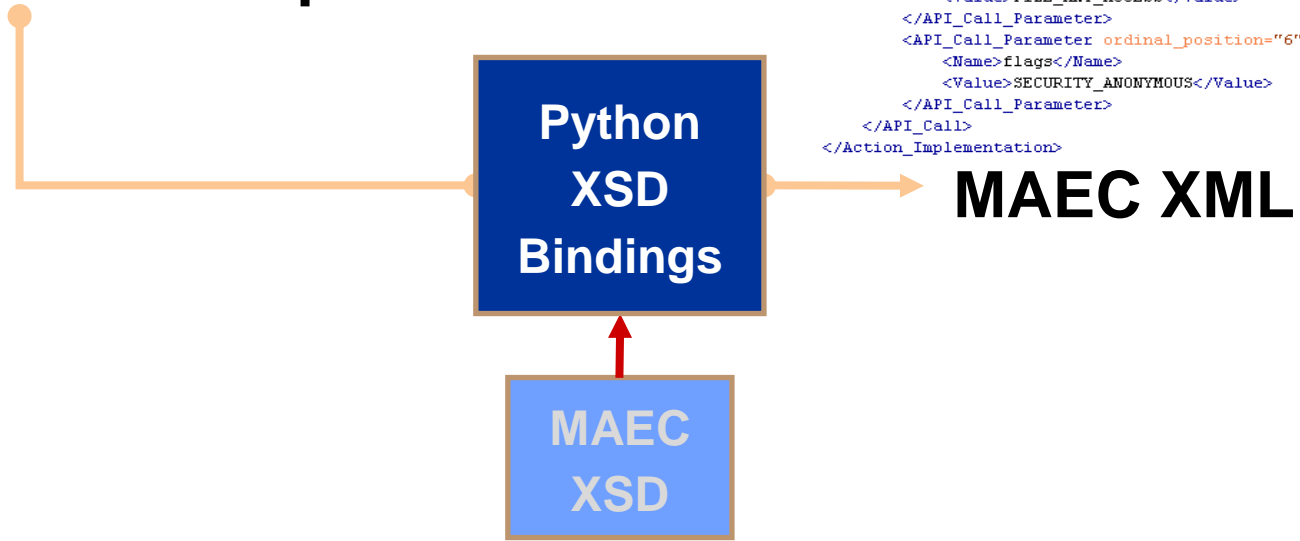 </API_Call_Parameter>
<API_Call_Parameter ordinal_position="6"
<Name>flags</Name>
<Value>SECURITY_ANONYMOUS</Value>
</API_Call_Parameter>
</API_Call>
</Action_Implementation>
Python
XSD
Bindings
MAEC XML
MAEC
XSD